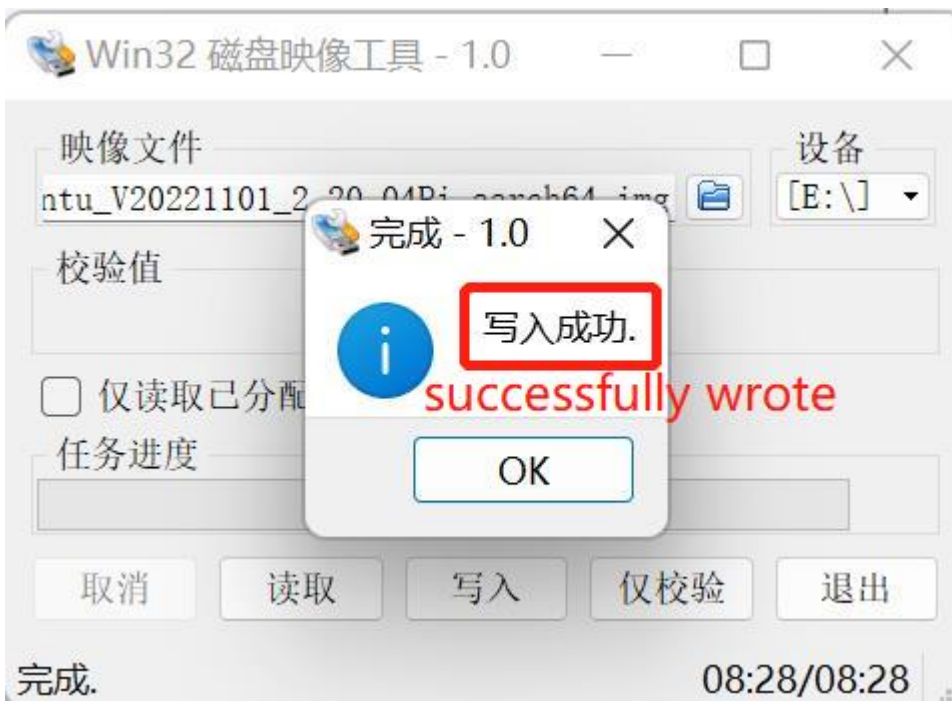 Win32 磁盘映像工具 - 1.0
映像文件
设备
ntu_V20221101_2_20_04Pi_aarch64.img
[E:\]
完成 - 1.0
校验值
写入成功.
successfully wrote
仅读取已分配
任务进度
OK
取消 读取 写入 仅校验 退出
完成. 08:28/08:28